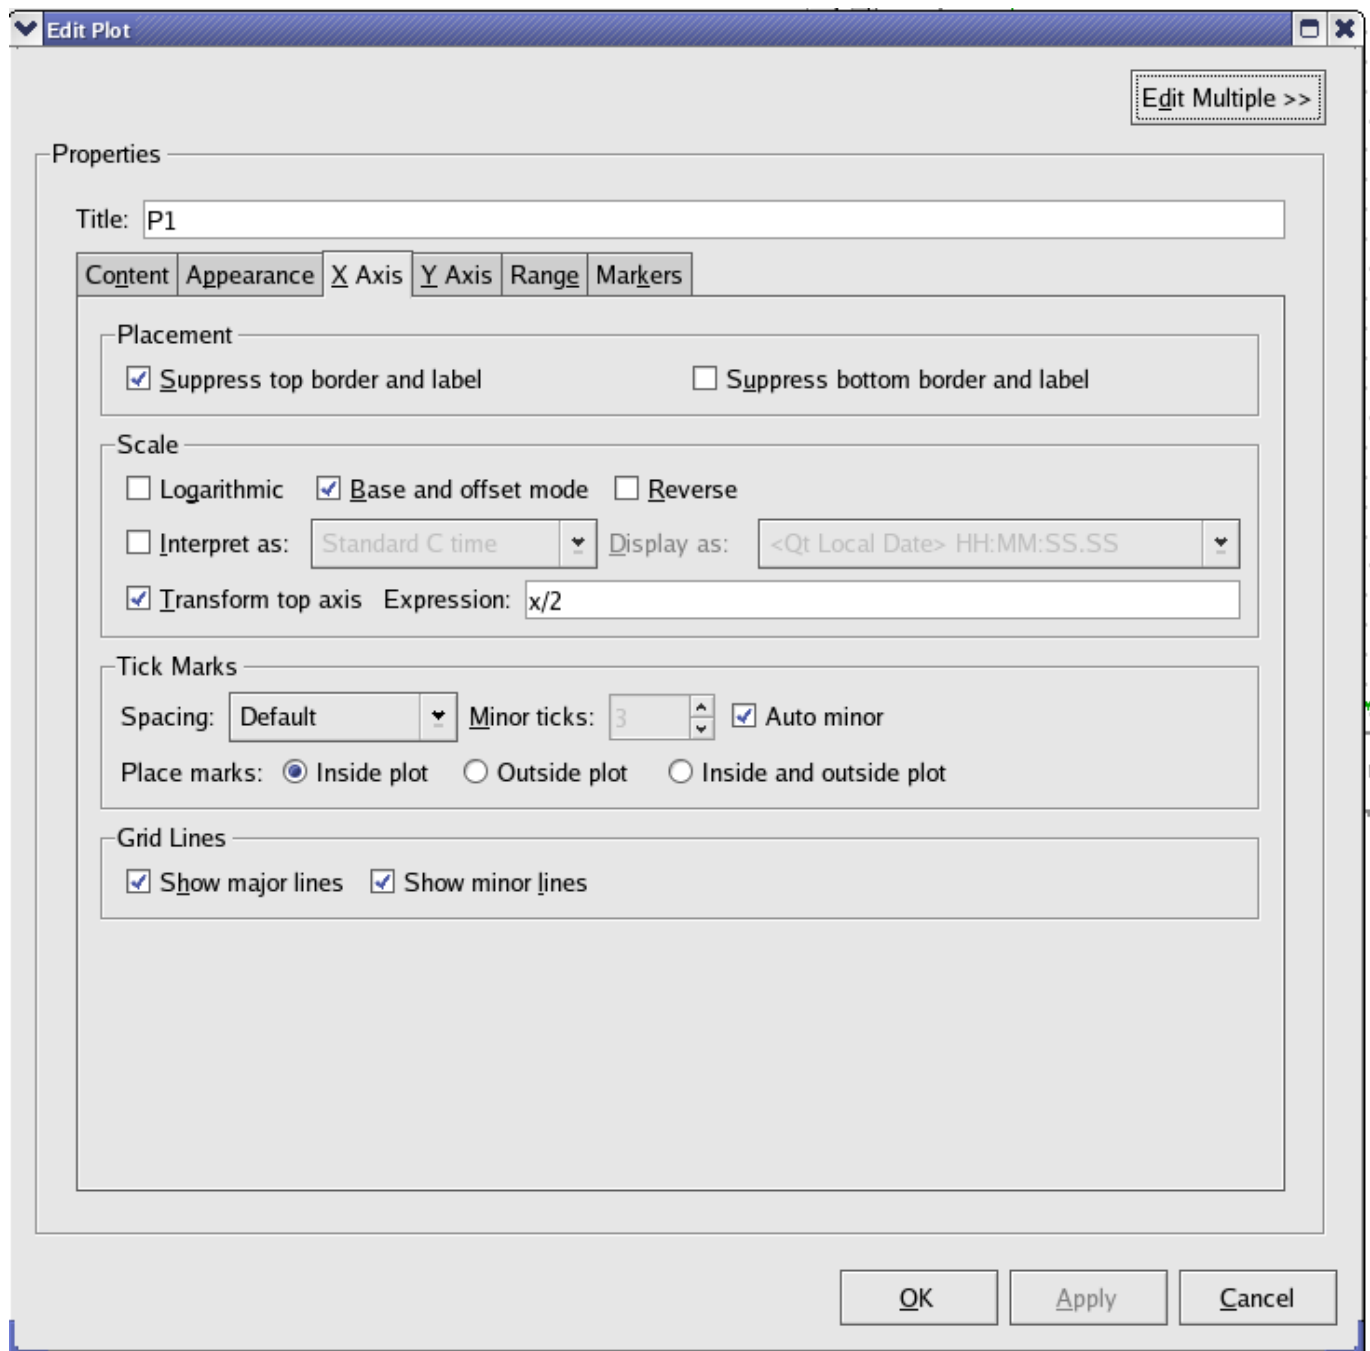 Edit Plot
Edit Multiple >>
Properties
Title: P1
Content Appearance X Axis Y Axis Range Markers
Placement
Suppress top border and label Suppress bottom border and label
Scale
Logarithmic Base and offset mode Reverse
Interpret as: Standard C time Display as: <Qt Local Date> HH:MM:SS.SS
Transform top axis Expression: x/2
Tick Marks
Spacing: Default Minor ticks: 3 Auto minor
Place marks: Inside plot Outside plot Inside and outside plot
Grid Lines
Show major lines Show minor lines
OK Apply Cancel